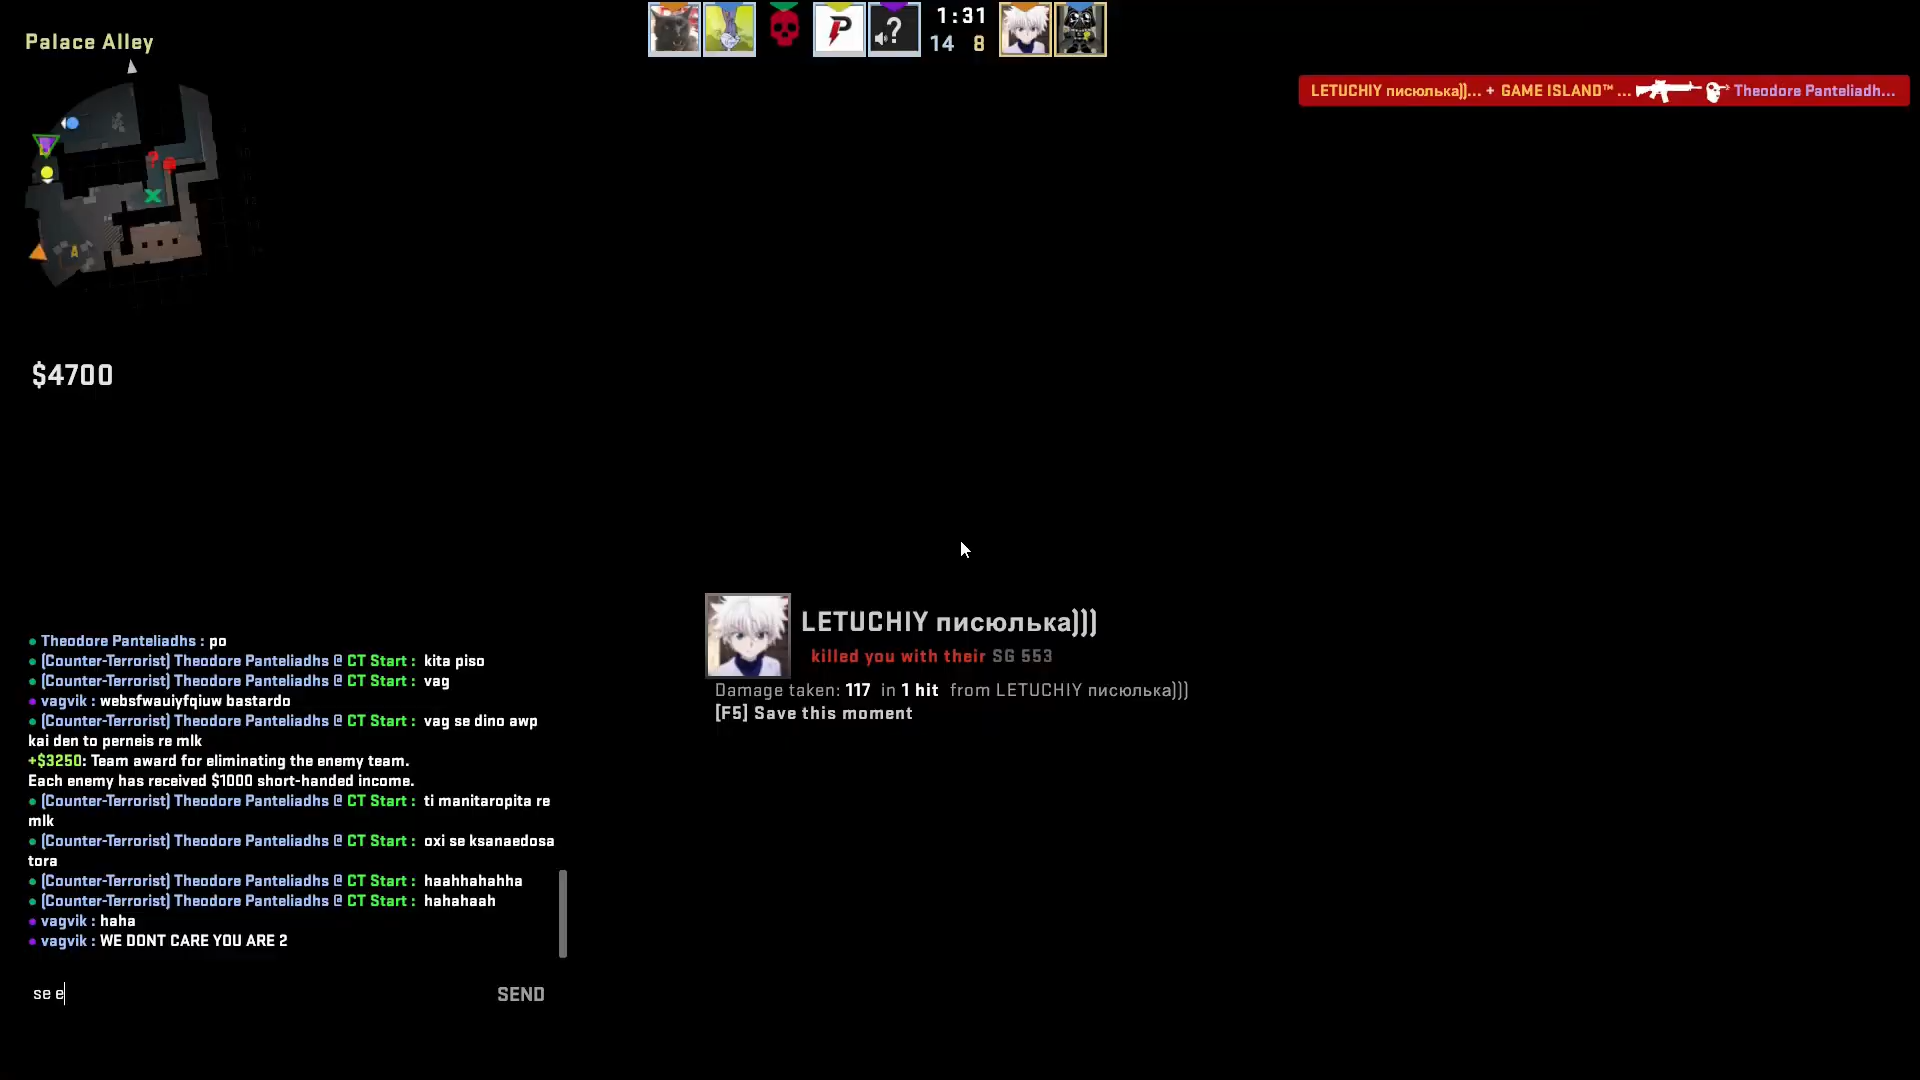 Palace Alley
P
?
1:31
14 8
LETUCHIY писюлька))... + GAME ISLAND™ ... Theodore Panteliadh...
A
$4700
LETUCHIY писюлька)))
killed you with their SG 553
Damage taken: 117 in 1 hit from LETUCHIY писюлька)))
[F5] Save this moment
Theodore Panteliadhs : po
(Counter-Terrorist) Theodore Panteliadhs @ CT Start : kita piso
(Counter-Terrorist) Theodore Panteliadhs @ CT Start : vag
vagvik : websfwauiyfqiuw bastardo
(Counter-Terrorist) Theodore Panteliadhs @ CT Start : vag se dino awp
kai den to perneis re mlk
+$3250: Team award for eliminating the enemy team.
Each enemy has received $1000 short-handed income.
(Counter-Terrorist) Theodore Panteliadhs @ CT Start : ti manitaropita re
mlk
(Counter-Terrorist) Theodore Panteliadhs @ CT Start : oxi se ksanaedosa
tora
(Counter-Terrorist) Theodore Panteliadhs @ CT Start : haahhahahha
(Counter-Terrorist) Theodore Panteliadhs @ CT Start : hahahaah
vagvik : haha
vagvik : WE DONT CARE YOU ARE 2
se e
SEND